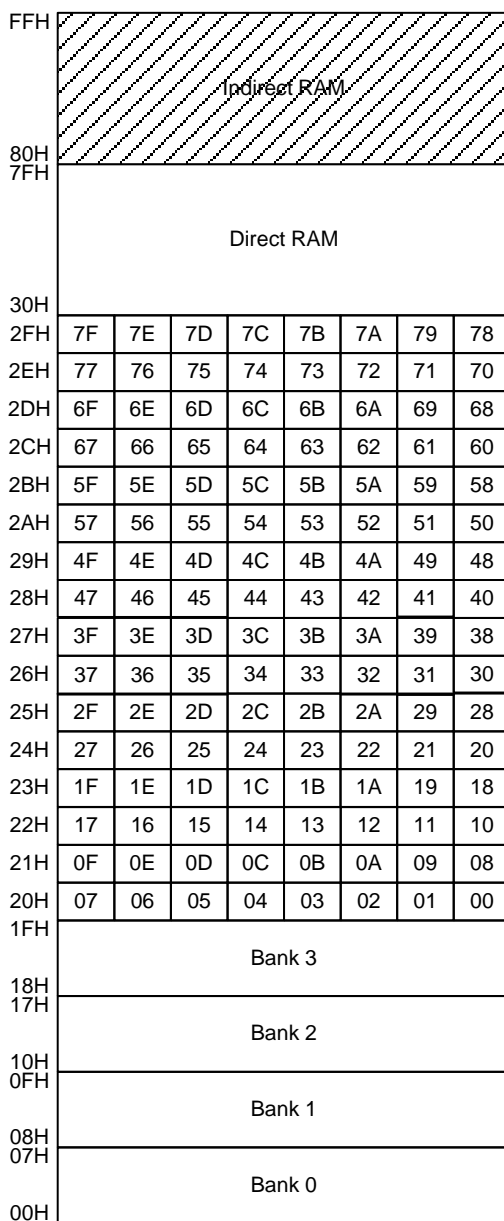 FFH
Indirect RAM
80H
7FH
Direct RAM
30H
2FH 7F 7E 7D 7C 7B 7A 79 78
2EH 77 76 75 74 73 72 71 70
2DH 6F 6E 6D 6C 6B 6A 69 68
2CH 67 66 65 64 63 62 61 60
2BH 5F 5E 5D 5C 5B 5A 59 58
2AH 57 56 55 54 53 52 51 50
29H 4F 4E 4D 4C 4B 4A 49 48
28H 47 46 45 44 43 42 41 40
27H 3F 3E 3D 3C 3B 3A 39 38
26H 37 36 35 34 33 32 31 30
25H 2F 2E 2D 2C 2B 2A 29 28
24H 27 26 25 24 23 22 21 20
23H 1F 1E 1D 1C 1B 1A 19 18
22H 17 16 15 14 13 12 11 10
21H 0F 0E 0D 0C 0B 0A 09 08
20H 07 06 05 04 03 02 01 00
1FH
Bank 3
18H
17H
Bank 2
10H
0FH
Bank 1
08H
07H
Bank 0
00H